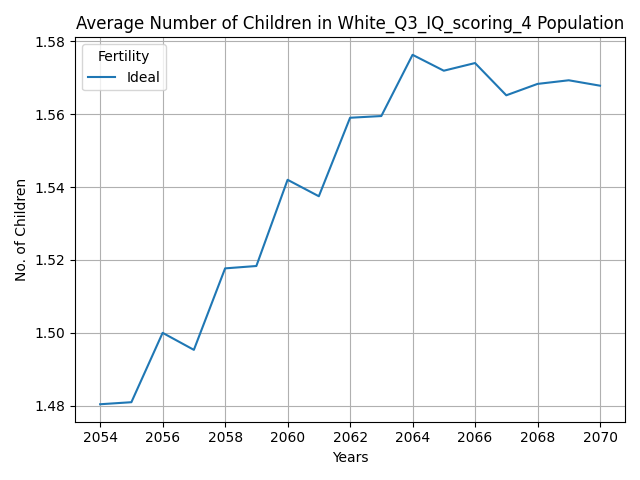 Average Number of Children in White_Q3_IQ_scoring_4 Population
Fertility
Ideal
No. of Children
1.58
1.56
1.54
1.52
1.50
1.48
2054 2056 2058 2060 2062 2064 2066 2068 2070
Years